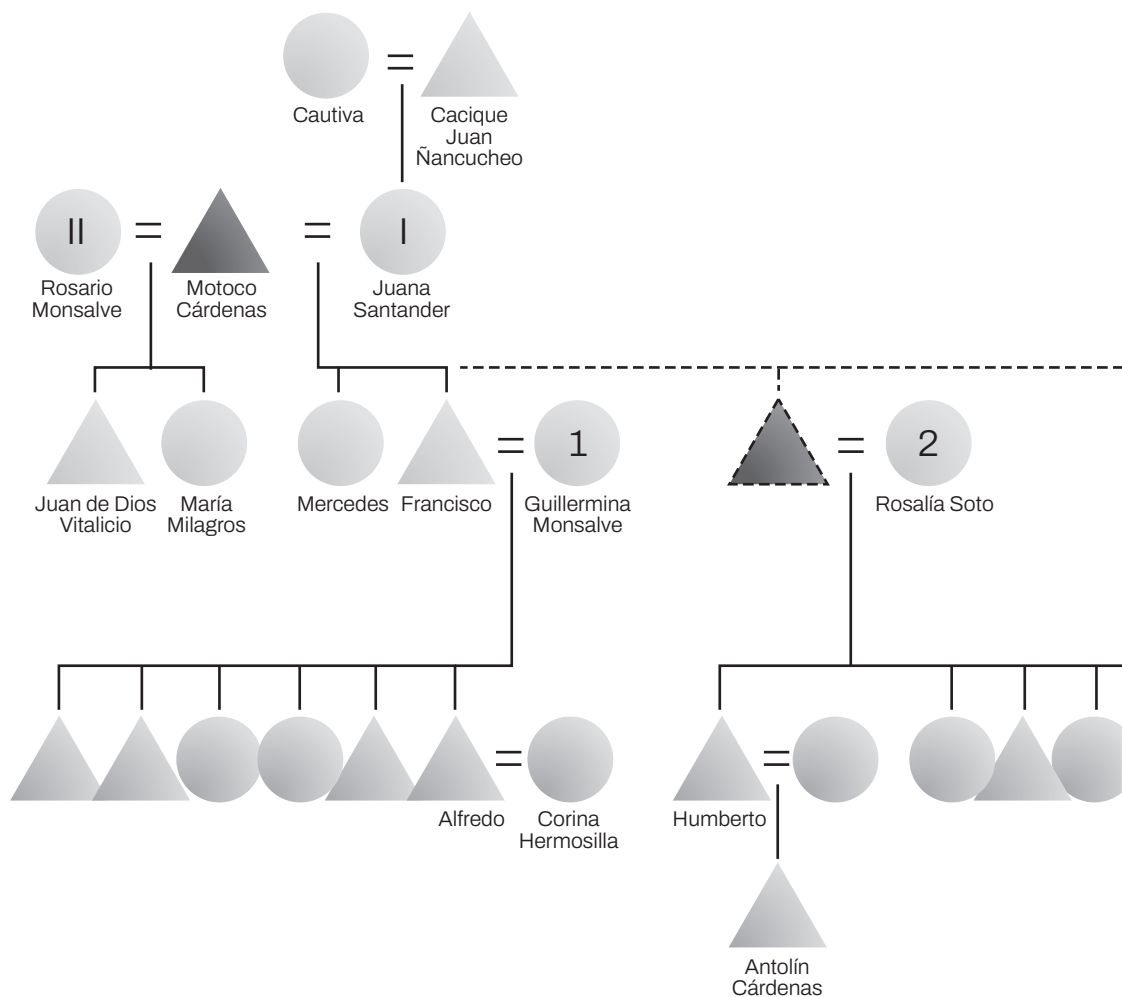 Cautiva
Cacique
Juan
Ñancucheo
II
I
Rosario
Monsalve
Motoco
Cárdenas
Juana
Santander
1
2
Juan de Dios
Vitalicio
María
Milagros
Mercedes
Francisco
Guillermina
Monsalve
Rosalía Soto
Alfredo
Corina
Hermosilla
Humberto
Antolín
Cárdenas